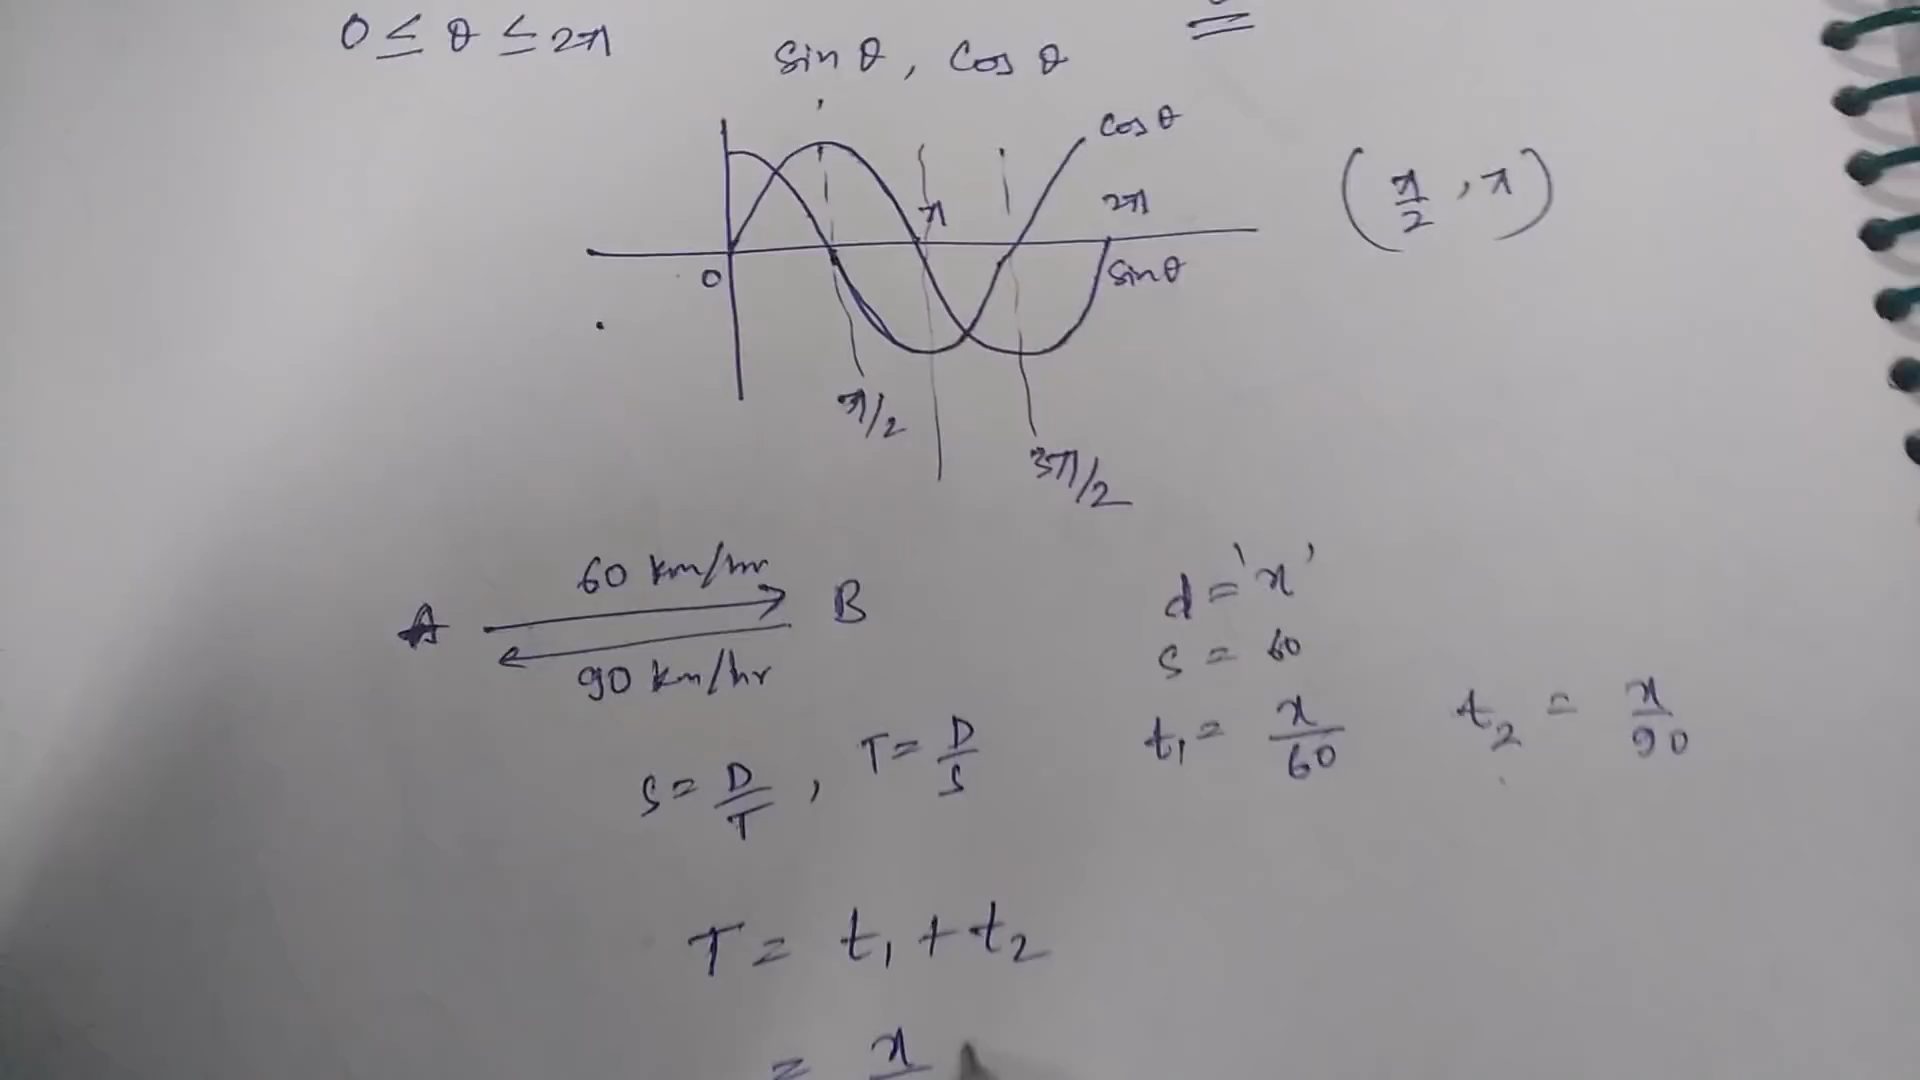 0 ≤ θ ≤ 2π
sin θ, cos θ
cos θ
(π/2, π)
π
2π
0
sin θ
π/2
3π/2
60 km/hr
A
B
90 km/hr
d = 'x'
s = 60
t₁ = x/60
t₂ = x/90
S = D/T, T = D/S
T = t₁ + t₂
= x